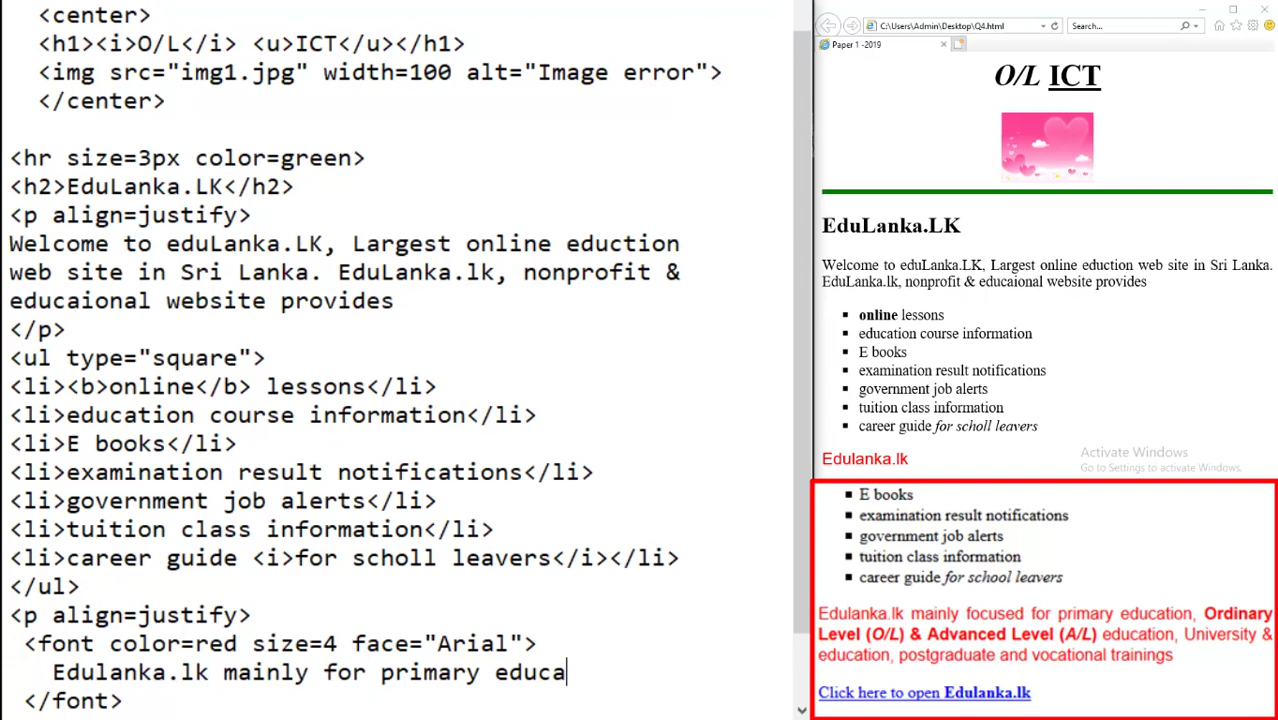 <center>
<h1><i>O/L</i> <u>ICT</u></h1>
<img src="img1.jpg" width=100 alt="Image error">
</center>
<hr size=3px color=green>
<h2>EduLanka.LK</h2>
<p align=justify>
Welcome to eduLanka.LK, Largest online eduction
web site in Sri Lanka. EduLanka.lk, nonprofit &
educaional website provides
</p>
<ul type="square">
<li><b>online</b> lessons</li>
<li>education course information</li>
<li>E books</li>
<li>examination result notifications</li>
<li>government job alerts</li>
<li>tuition class information</li>
<li>career guide <i>for scholl leavers</i></li>
</ul>
<p align=justify>
<font color=red size=4 face="Arial">
Edulanka.lk mainly for primary educa
</font>
C:\Users\Admin\Desktop\Q4.html
Search...
Paper 1 -2019
O/L ICT
EduLanka.LK
Welcome to eduLanka.LK, Largest online eduction web site in Sri Lanka.
EduLanka.lk, nonprofit & educaional website provides
online lessons
education course information
E books
examination result notifications
government job alerts
tuition class information
career guide for scholl leavers
Edulanka.lk
Activate Windows
Go to Settings to activate Windows.
E books
examination result notifications
government job alerts
tuition class information
career guide for school leavers
Edulanka.lk mainly focused for primary education, Ordinary
Level (O/L) & Advanced Level (A/L) education, University &
education, postgraduate and vocational trainings
Click here to open Edulanka.lk